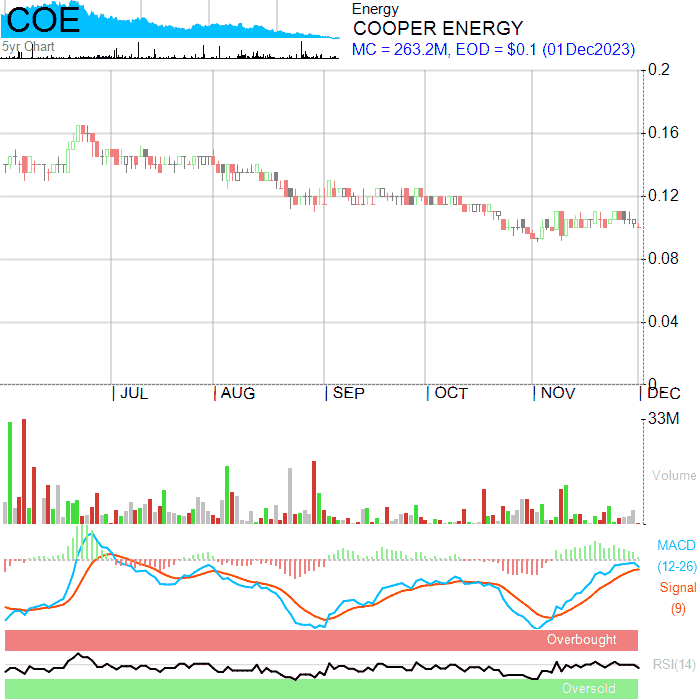 COE
5yr Chart
Energy
COOPER ENERGY
MC = 263.2M, EOD = $0.1 (01Dec2023)
0.2
0.16
0.12
0.08
0.04
0
JUL AUG SEP OCT NOV DEC
33M
Volume
MACD
(12-26)
Signal
(9)
Overbought
RSI(14)
Oversold